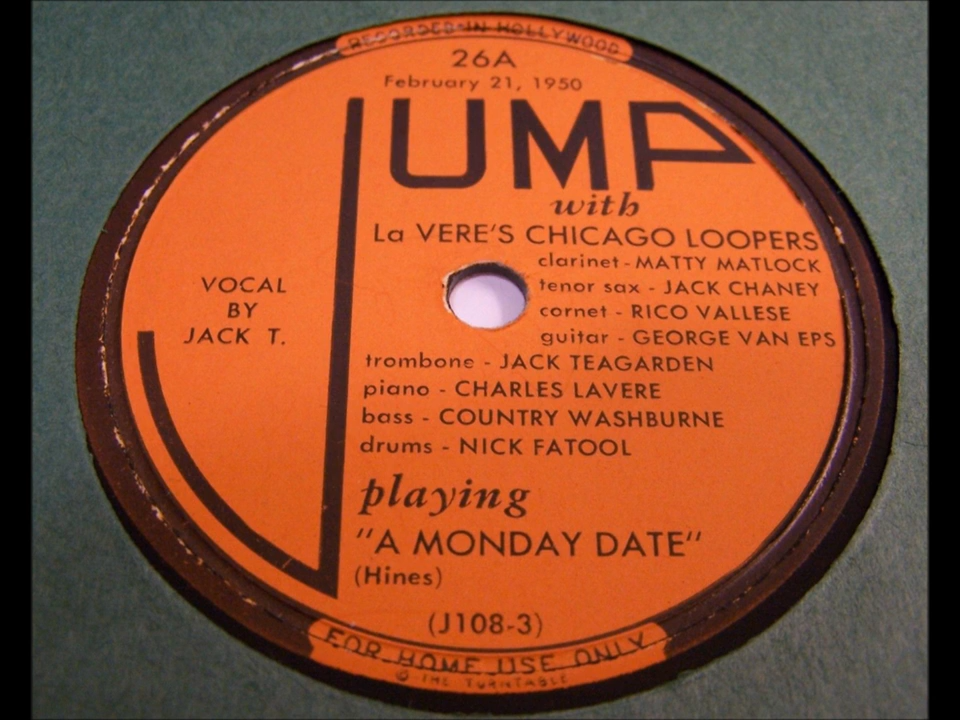 RECORDED IN HOLLYWOOD
26A
February 21, 1950
JUMP
with
La VERE'S CHICAGO LOOPERS
clarinet - MATTY MATLOCK
tenor sax - JACK CHANEY
cornet - RICO VALLESE
guitar - GEORGE VAN EPS
VOCAL
BY
JACK T.
trombone - JACK TEAGARDEN
piano - CHARLES LAVERE
bass - COUNTRY WASHBURNE
drums - NICK FATOOL
playing
"A MONDAY DATE"
(Hines)
(J108-3)
FOR HOME USE ONLY
© THE TURNTABLE